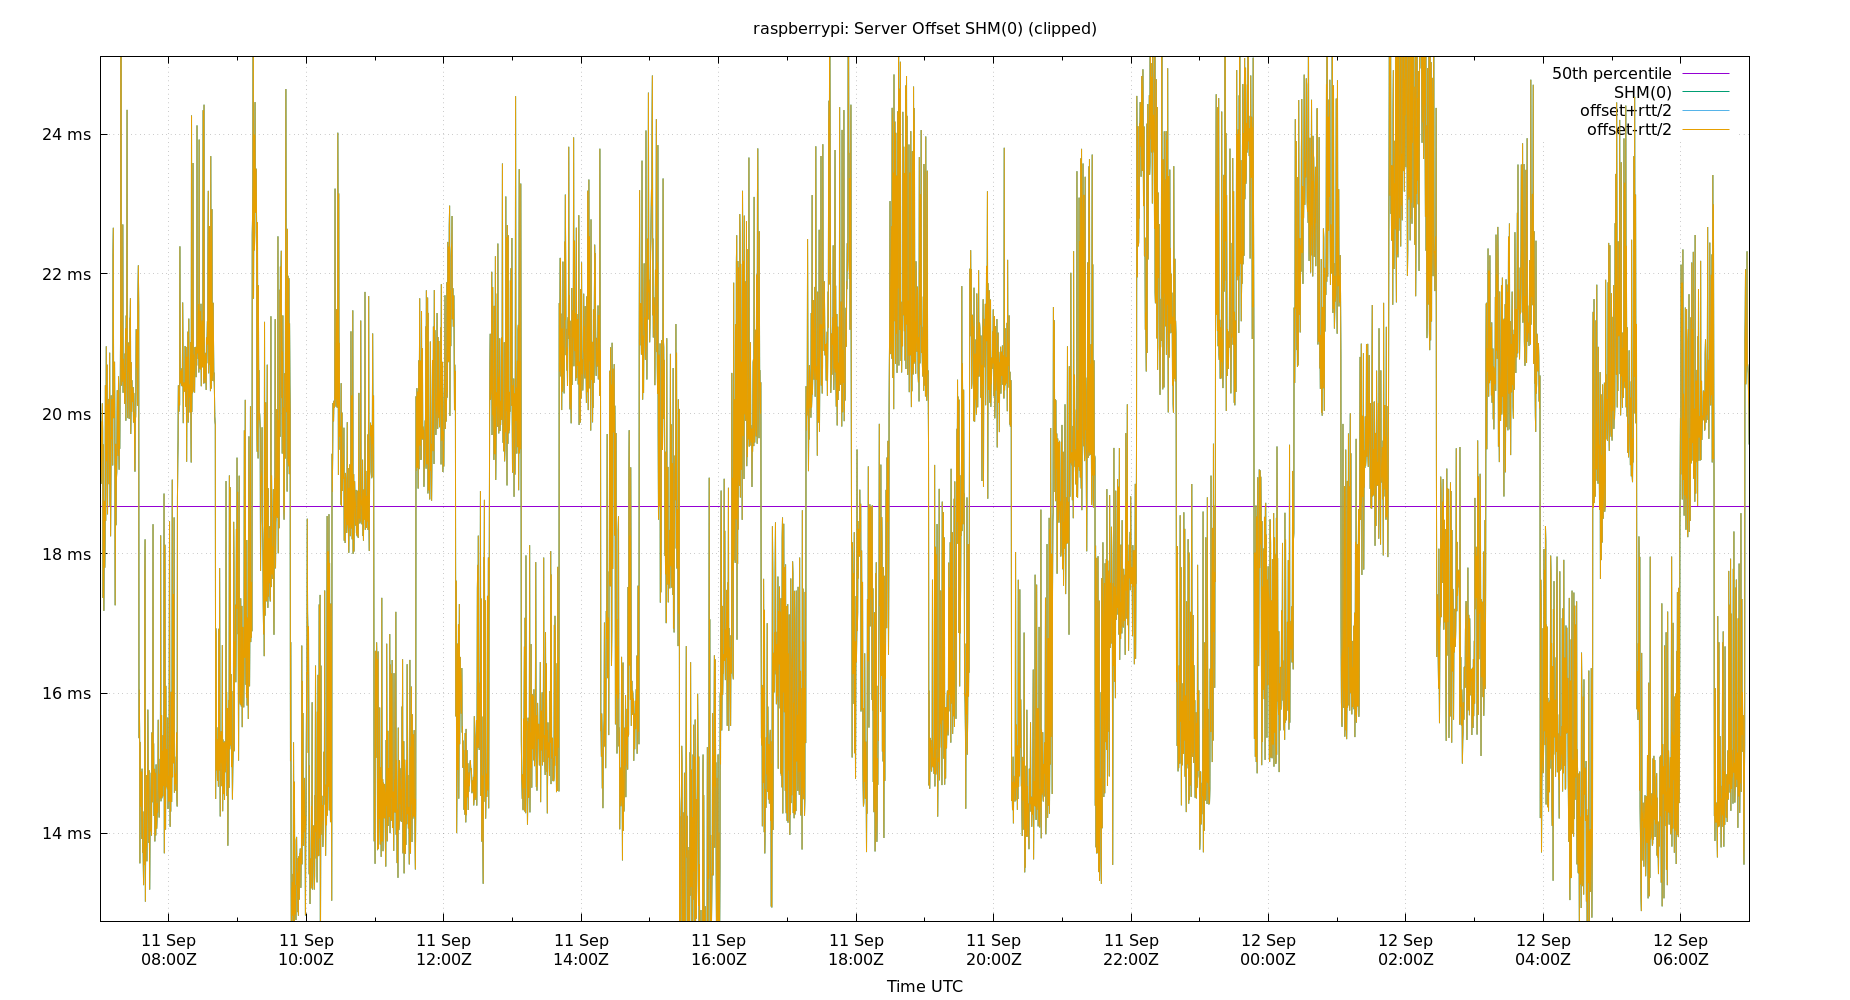 raspberrypi: Server Offset SHM(0) (clipped)
50th percentile
SHM(0)
offset+rtt/2
offset-rtt/2
24 ms
22 ms
20 ms
18 ms
16 ms
14 ms
11 Sep 11 Sep 11 Sep 11 Sep 11 Sep 11 Sep 11 Sep 11 Sep 12 Sep 12 Sep 12 Sep 12 Sep
08:00Z 10:00Z 12:00Z 14:00Z 16:00Z 18:00Z 20:00Z 22:00Z 00:00Z 02:00Z 04:00Z 06:00Z
Time UTC